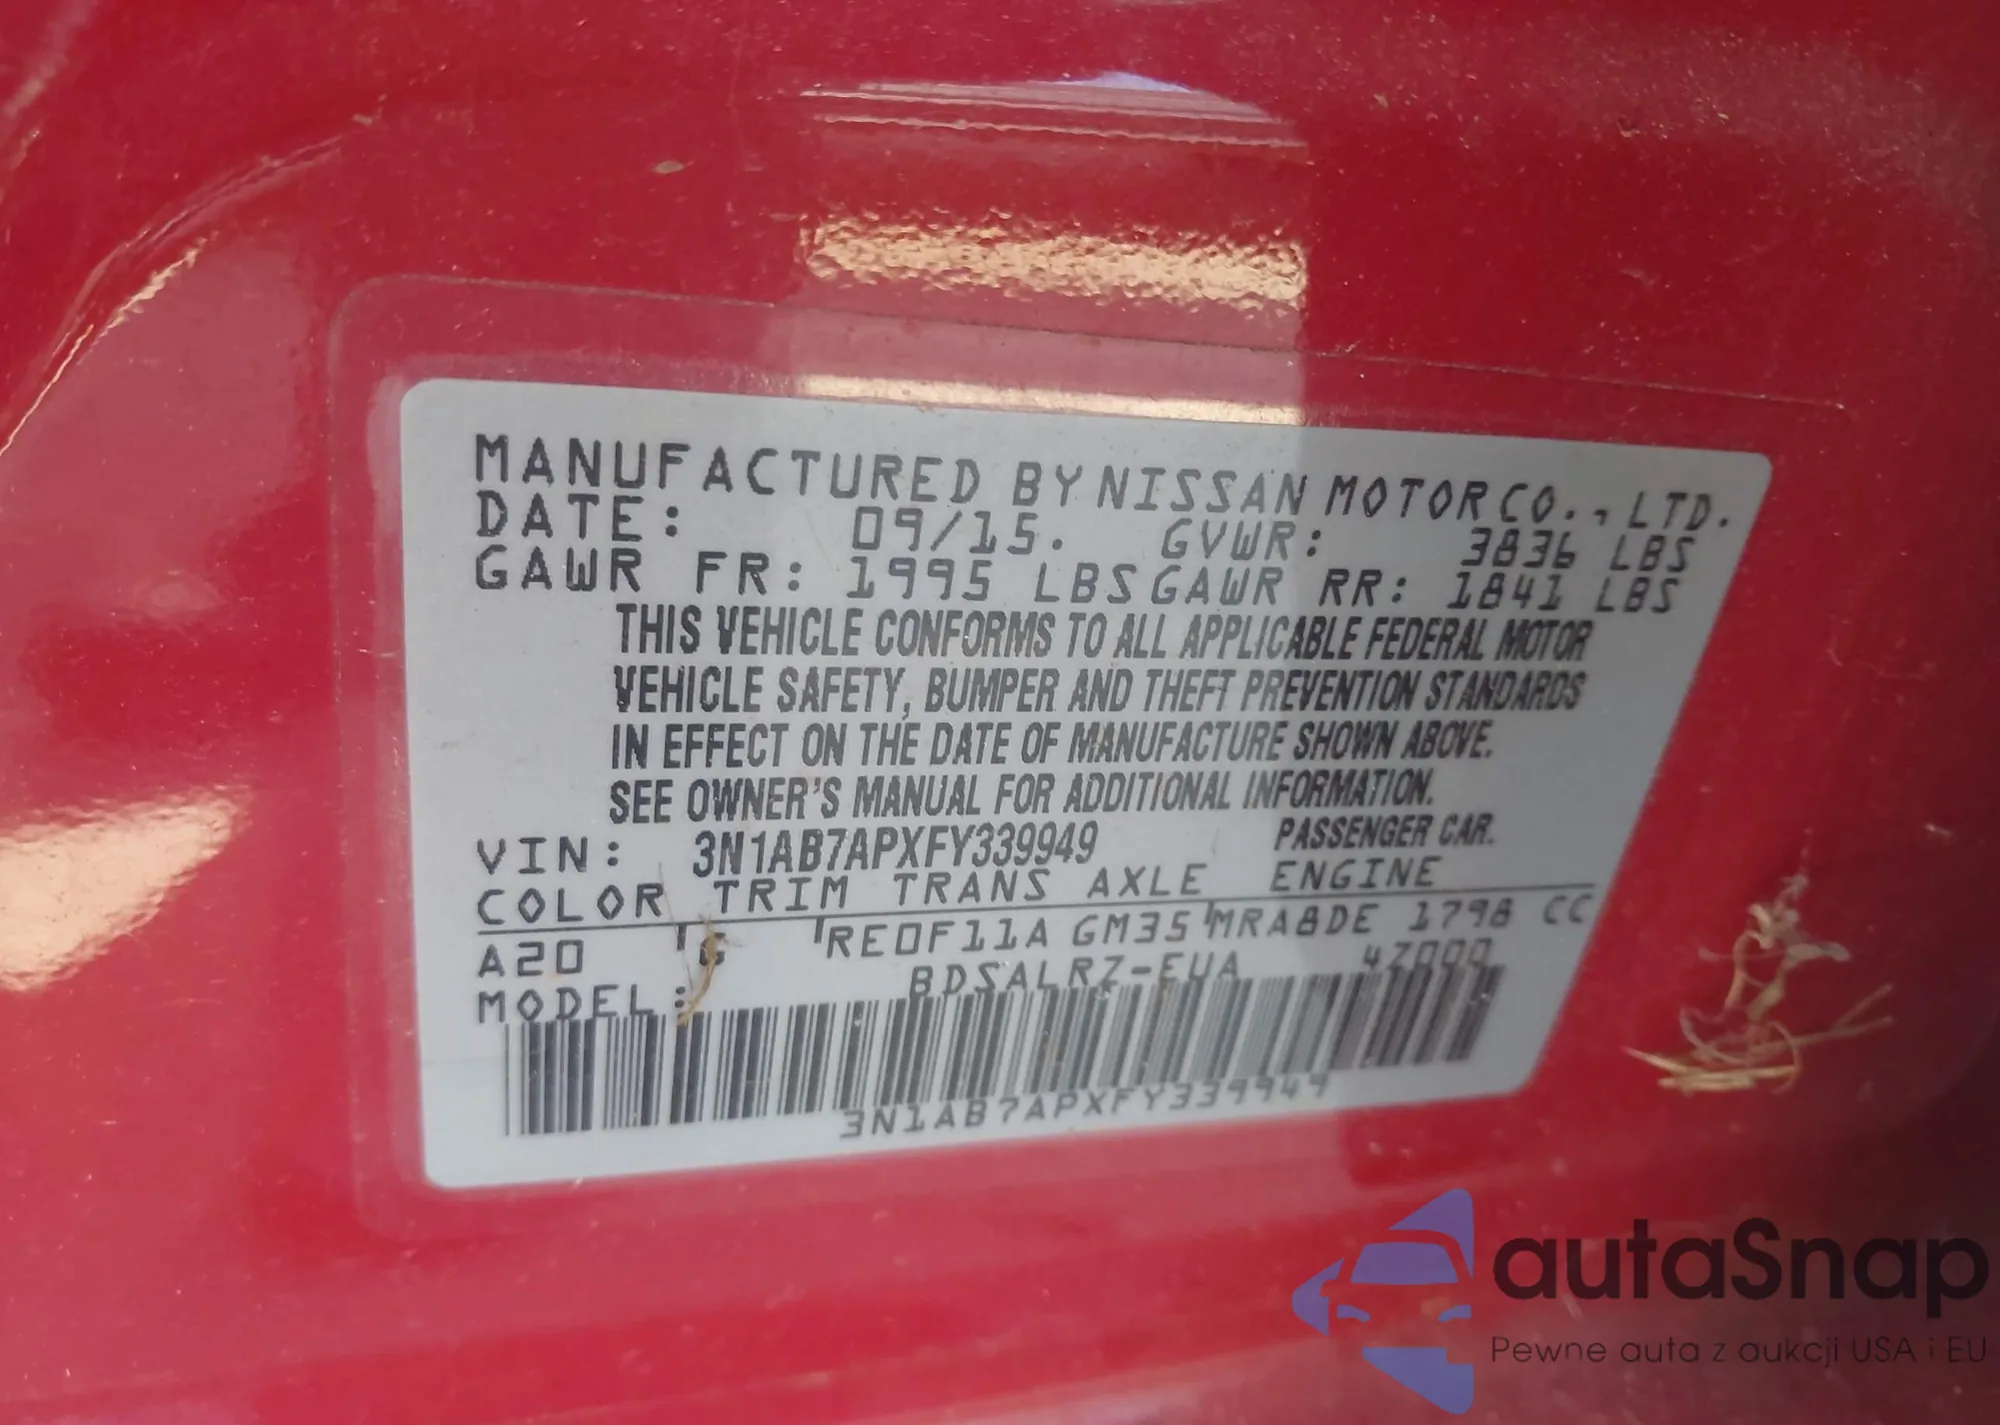 MANUFACTURED BY NISSAN MOTOR CO., LTD.
DATE: 09/15. GVWR: 3836 LBS
GAWR FR: 1995 LBS GAWR RR: 1841 LBS
THIS VEHICLE CONFORMS TO ALL APPLICABLE FEDERAL MOTOR
VEHICLE SAFETY, BUMPER AND THEFT PREVENTION STANDARDS
IN EFFECT ON THE DATE OF MANUFACTURE SHOWN ABOVE.
SEE OWNER'S MANUAL FOR ADDITIONAL INFORMATION.
VIN: 3N1AB7APXFY339949 PASSENGER CAR.
COLOR TRIM TRANS AXLE ENGINE
A20 G RE0F11A GM35 MRA8DE 1798 CC
MODEL: BDSALRZ-EUA
3N1AB7APXFY339949
autaSnap
Pewne auta z aukcji USA i EU